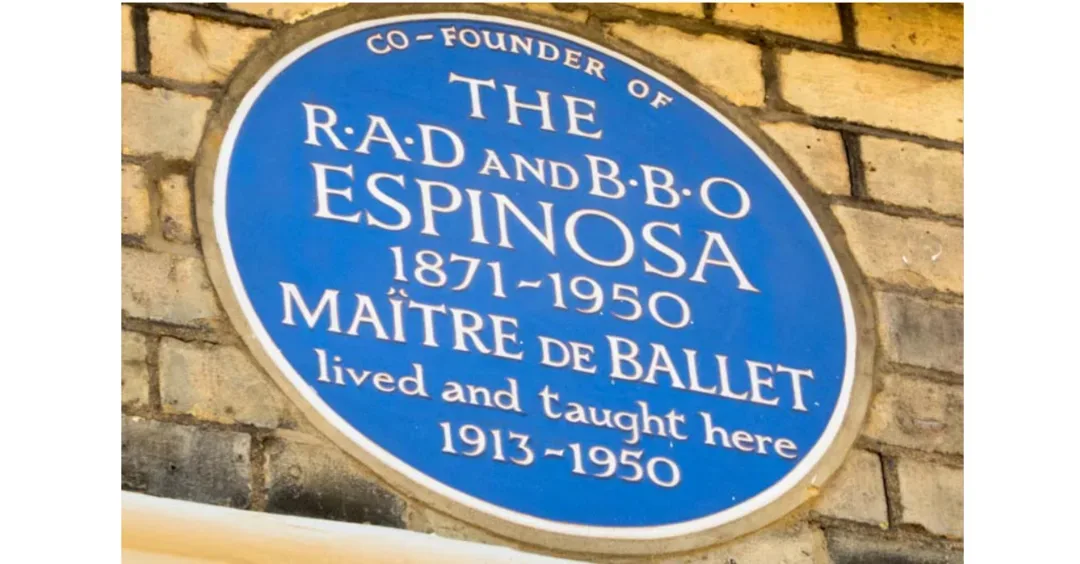 CO-FOUNDER OF
THE
R·A·D AND B·B·O
ESPINOSA
1871-1950
MAÏTRE DE BALLET
lived and taught here
1913-1950